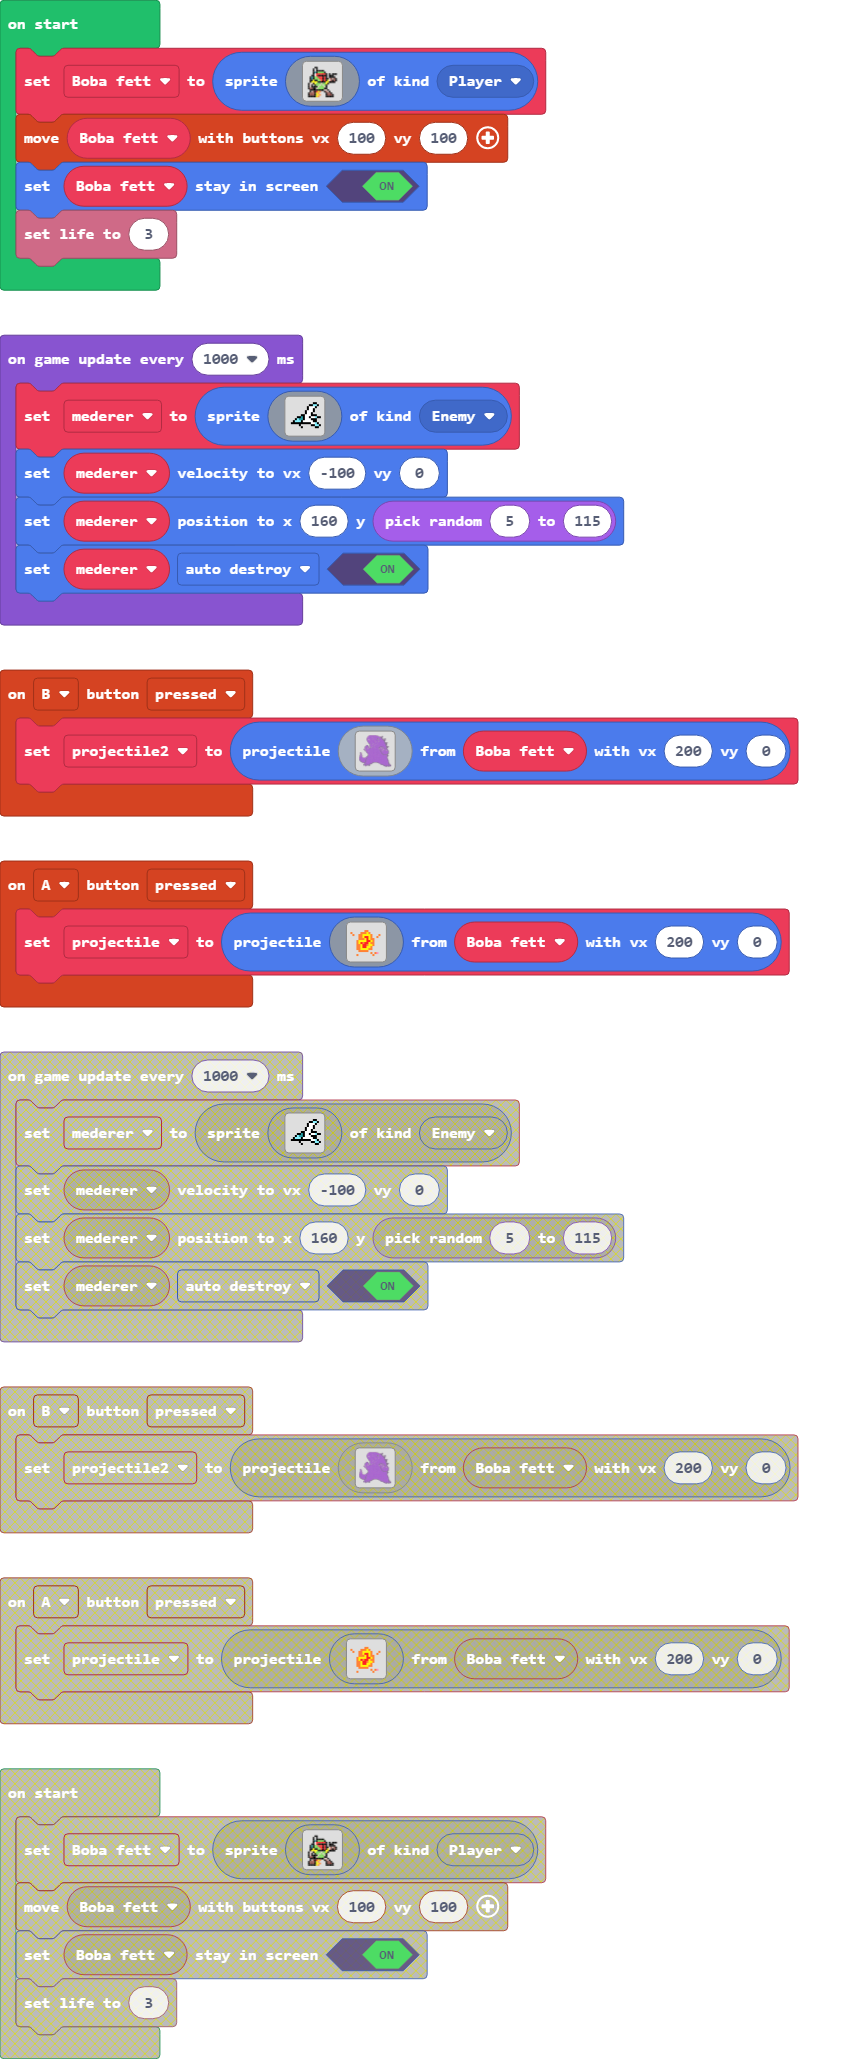 on start
set Boba fett to sprite of kind Player
move Boba fett with buttons vx 100 vy 100
set Boba fett stay in screen ON
set life to 3
on game update every 1000 ms
set mederer to sprite of kind Enemy
set mederer velocity to vx -100 vy 0
set mederer position to x 160 y pick random 5 to 115
set mederer auto destroy ON
on B button pressed
set projectile2 to projectile from Boba fett with vx 200 vy 0
on A button pressed
set projectile to projectile from Boba fett with vx 200 vy 0
on game update every 1000 ms
set mederer to sprite of kind Enemy
set mederer velocity to vx -100 vy 0
set mederer position to x 160 y pick random 5 to 115
set mederer auto destroy ON
on B button pressed
set projectile2 to projectile from Boba fett with vx 200 vy 0
on A button pressed
set projectile to projectile from Boba fett with vx 200 vy 0
on start
set Boba fett to sprite of kind Player
move Boba fett with buttons vx 100 vy 100
set Boba fett stay in screen ON
set life to 3